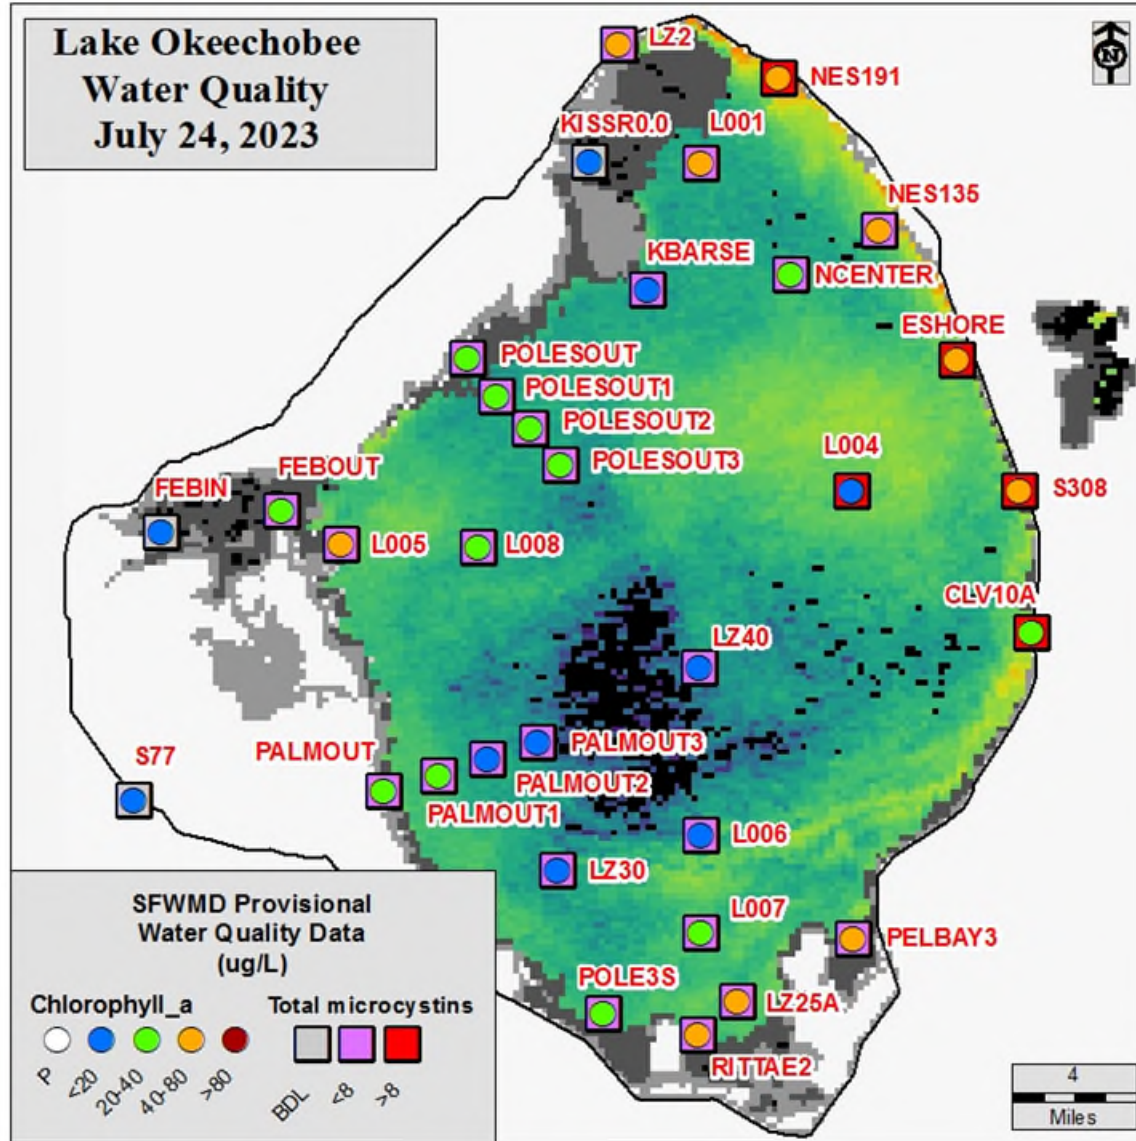 Lake Okeechobee
Water Quality
July 24, 2023
N
LZ2
NES191
KISSR0.0
L001
NES135
KBARSE
NCENTER
ESHORE
POLESOUT
POLESOUT1
POLESOUT2
POLESOUT3
L004
S308
FEBIN
FEBOUT
L005
L008
CLV10A
LZ40
S77
PALMOUT
PALMOUT3
PALMOUT2
PALMOUT1
L006
LZ30
L007
PELBAY3
POLE3S
LZ25A
RITTAE2
SFWMD Provisional
Water Quality Data
(ug/L)
Chlorophyll_a
P
<20
20-40
40-80
>80
Total microcystins
BDL
<8
>8
4
Miles